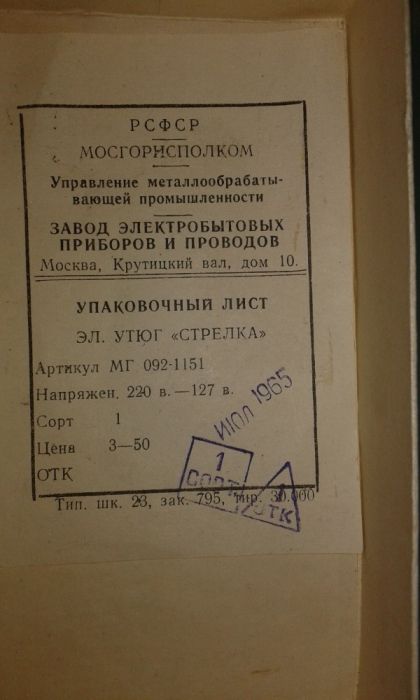 РСФСР
МОСГОРИСПОЛКОМ
Управление металлообрабаты-
вающей промышленности
ЗАВОД ЭЛЕКТРОБЫТОВЫХ
ПРИБОРОВ И ПРОВОДОВ
Москва, Крутицкий вал, дом 10.
УПАКОВОЧНЫЙ ЛИСТ
ЭЛ. УТЮГ «СТРЕЛКА»
Артикул МГ 092-1151
Напряжен. 220 в.—127 в.
Сорт 1
Цена 3—50
ОТК
ИЮЛ 1965
1
СОРТ
1
ОТК
Тип. шк. 23, зак. 795, тир. 30.000